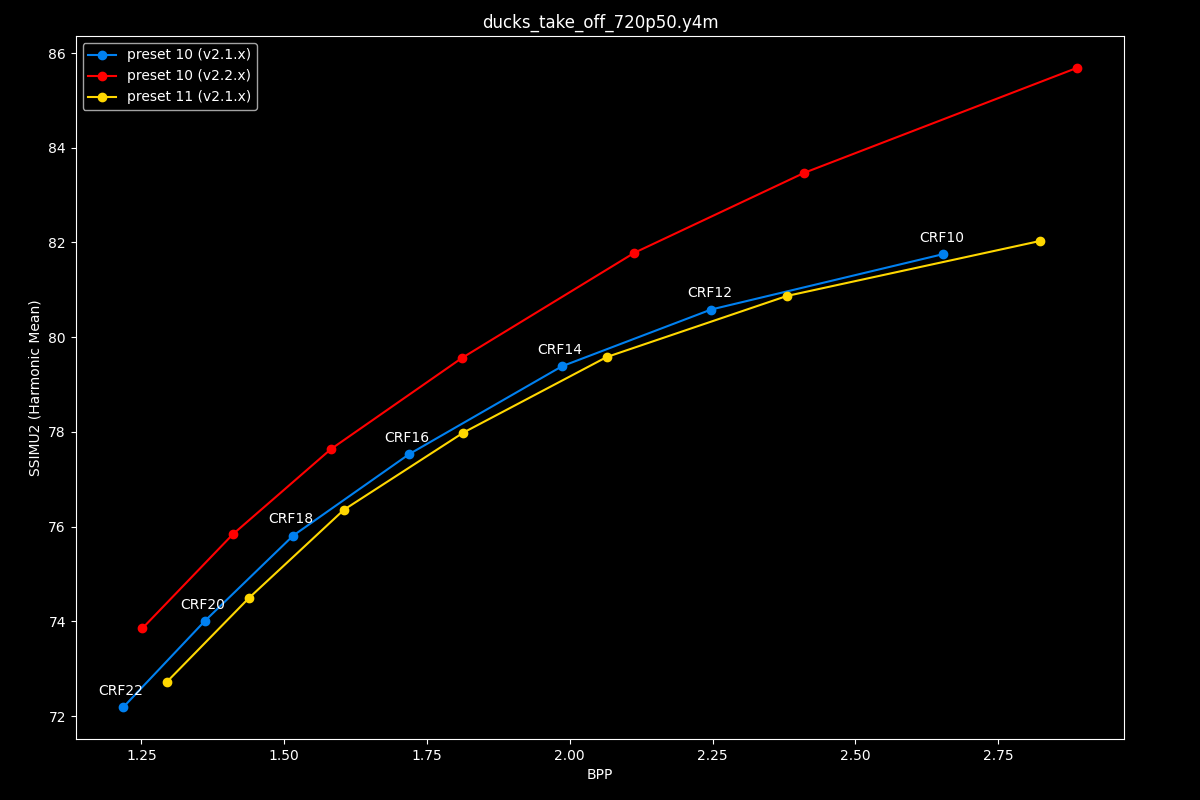 ducks_take_off_720p50.y4m
preset 10 (v2.1.x)
preset 10 (v2.2.x)
preset 11 (v2.1.x)
SSIMU2 (Harmonic Mean)
86
84
82
80
78
76
74
72
CRF10
CRF12
CRF14
CRF16
CRF18
CRF20
CRF22
1.25 1.50 1.75 2.00 2.25 2.50 2.75
BPP